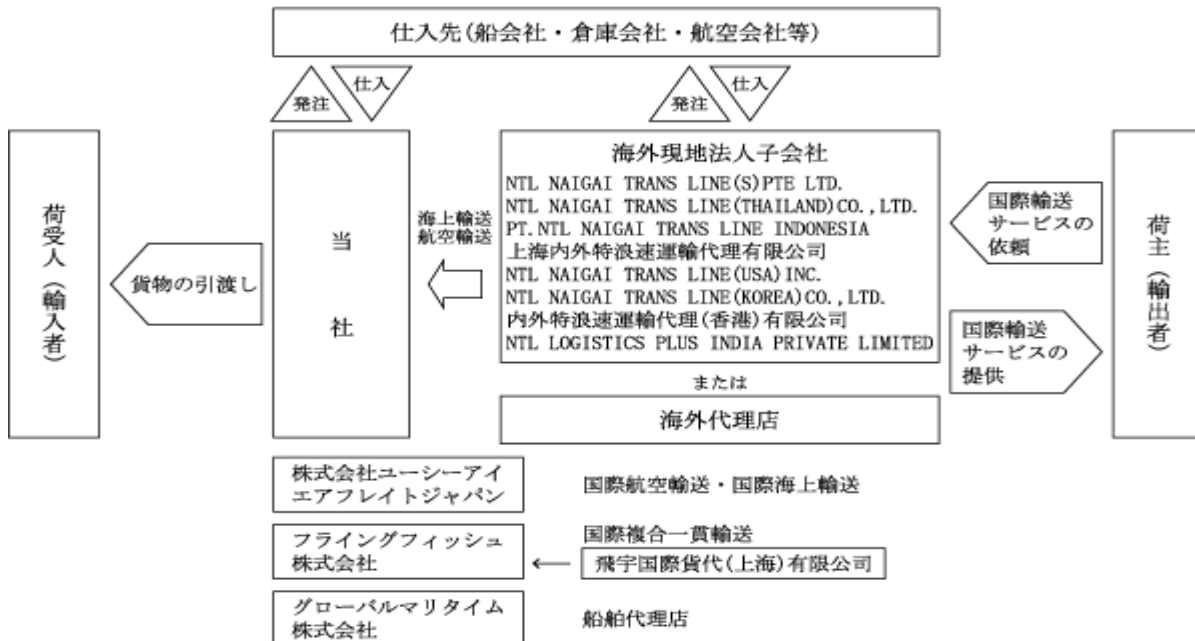 仕入先(船会社・倉庫会社・航空会社等)
発注
仕入
発注
仕入
荷受人(輸入者)
貨物の引渡し
当社
海上輸送
航空輸送
海外現地法人子会社
NTL NAIGAI TRANS LINE(S)PTE LTD.
NTL NAIGAI TRANS LINE(THAILAND)CO.,LTD.
PT.NTL NAIGAI TRANS LINE INDONESIA
上海内外特浪速運輸代理有限公司
NTL NAIGAI TRANS LINE(USA)INC.
NTL NAIGAI TRANS LINE(KOREA)CO.,LTD.
内外特浪速運輸代理(香港)有限公司
NTL LOGISTICS PLUS INDIA PRIVATE LIMITED
または
海外代理店
国際輸送
サービスの
依頼
国際輸送
サービスの
提供
荷主(輸出者)
株式会社ユーシーアイ
エアフレイトジャパン
国際航空輸送・国際海上輸送
フライングフィッシュ
株式会社
国際複合一貫輸送
飛宇国際貨代(上海)有限公司
グローバルマリタイム
株式会社
船舶代理店